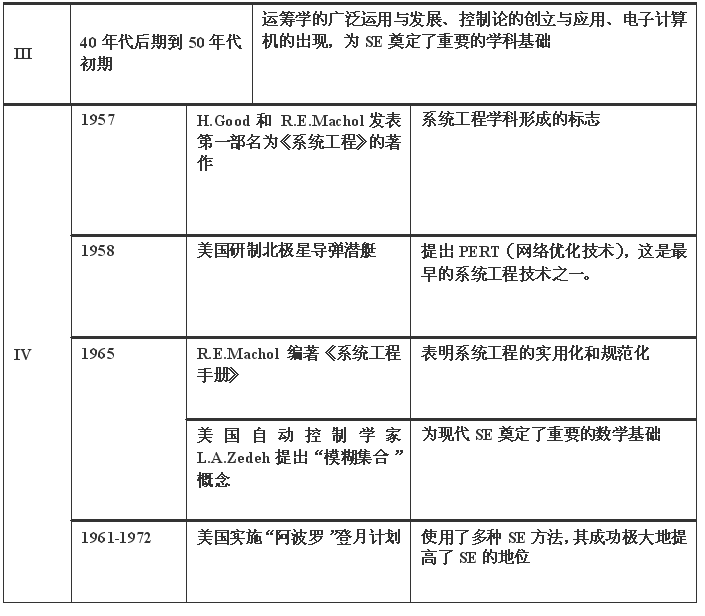 III
40 年代后期到 50 年代
初期
运筹学的广泛运用与发展、控制论的创立与应用、电子计算
机的出现，为 SE 奠定了重要的学科基础
IV
1957
H.Good 和 R.E.Machol 发表
第一部名为《系统工程》的著
作
系统工程学科形成的标志
1958
美国研制北极星导弹潜艇
提出 PERT（网络优化技术），这是最
早的系统工程技术之一。
1965
R.E.Machol 编著《系统工程
手册》
表明系统工程的实用化和规范化
美国自动控制学家
L.A.Zedeh 提出“模糊集合”
概念
为现代 SE 奠定了重要的数学基础
1961-1972
美国实施“阿波罗”登月计划
使用了多种 SE 方法，其成功极大地提
高了 SE 的地位